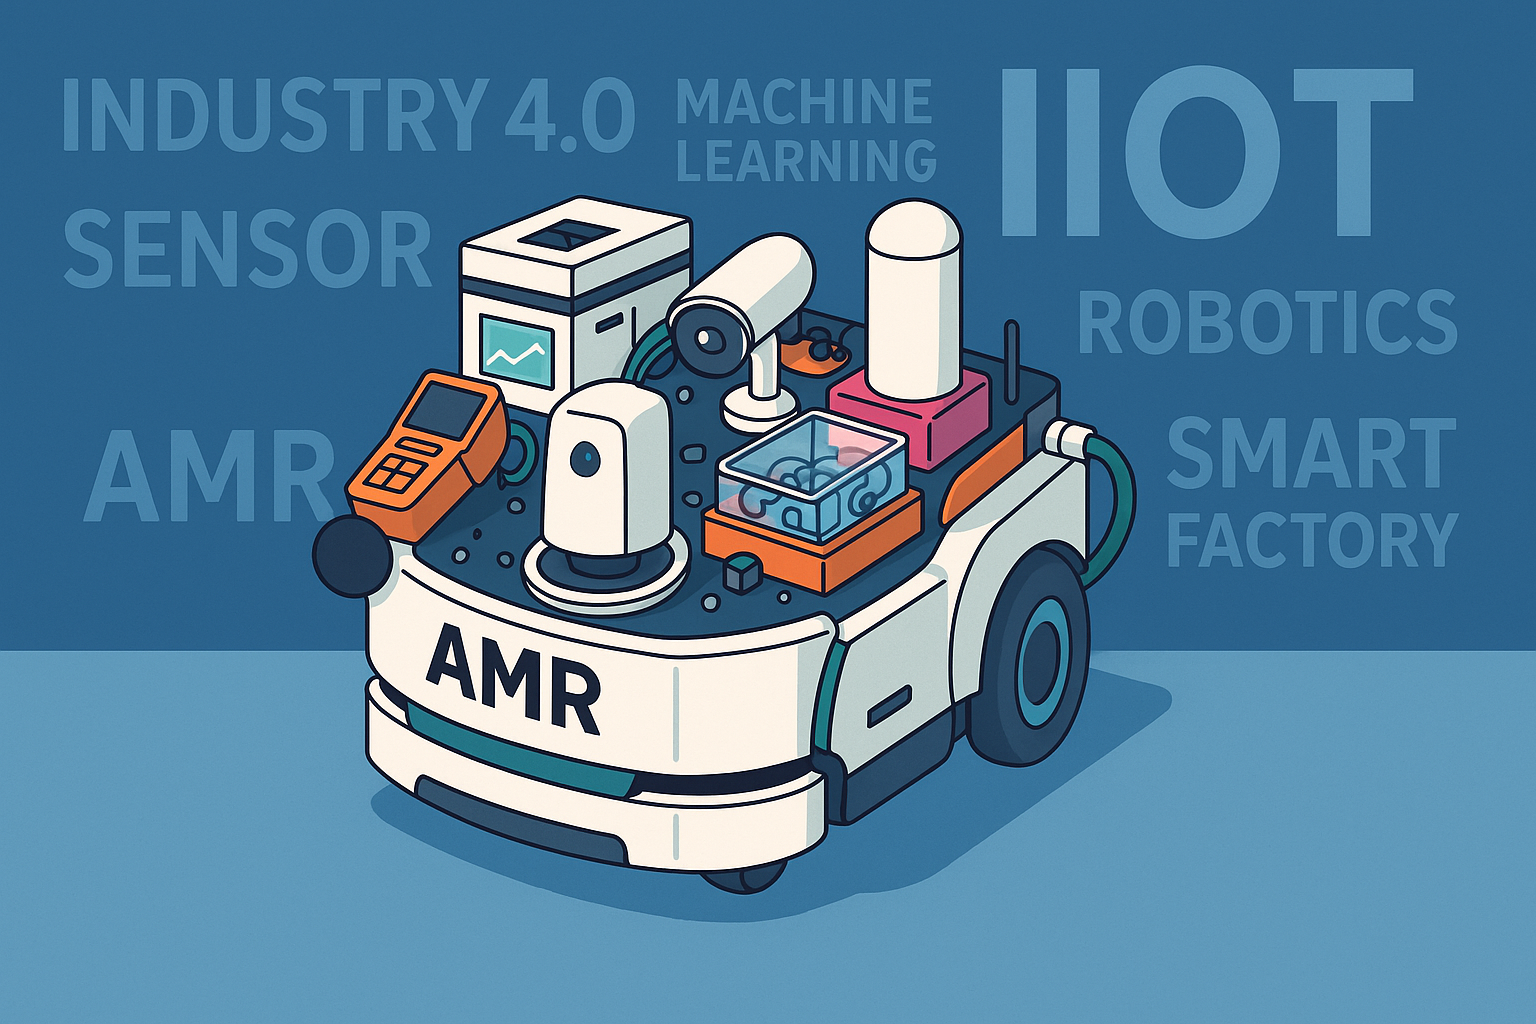 INDUSTRY 4.0
MACHINE
LEARNING
IIOT
SENSOR
ROBOTICS
AMR
SMART
FACTORY
AMR